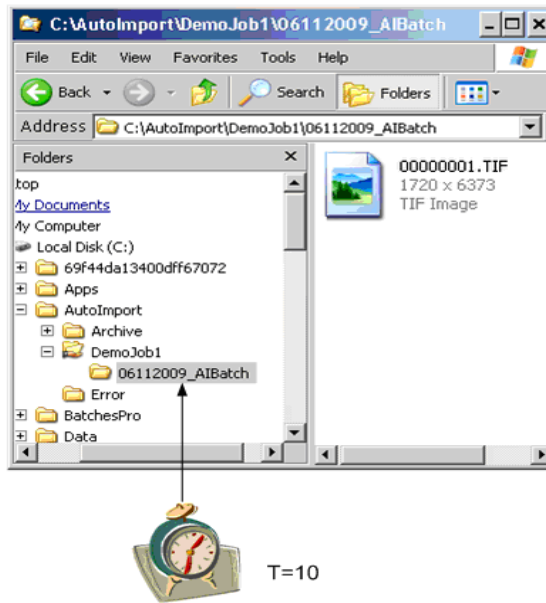 C:\AutoImport\DemoJob1\06112009_AIBatch
File Edit View Favorites Tools Help
Back Search Folders
Address C:\AutoImport\DemoJob1\06112009_AIBatch
Folders
top
My Documents
My Computer
Local Disk (C:)
69f44da13400dff67072
Apps
AutoImport
Archive
DemoJob1
06112009_AIBatch
Error
BatchesPro
Data
00000001.TIF
1720 x 6373
TIF Image
T=10